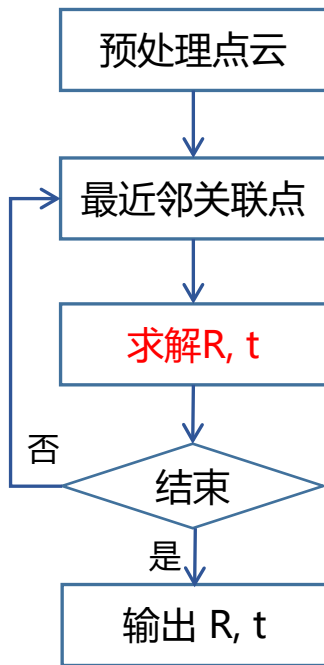 预处理点云
最近邻关联点
求解R, t
否
结束
是
输出 R, t